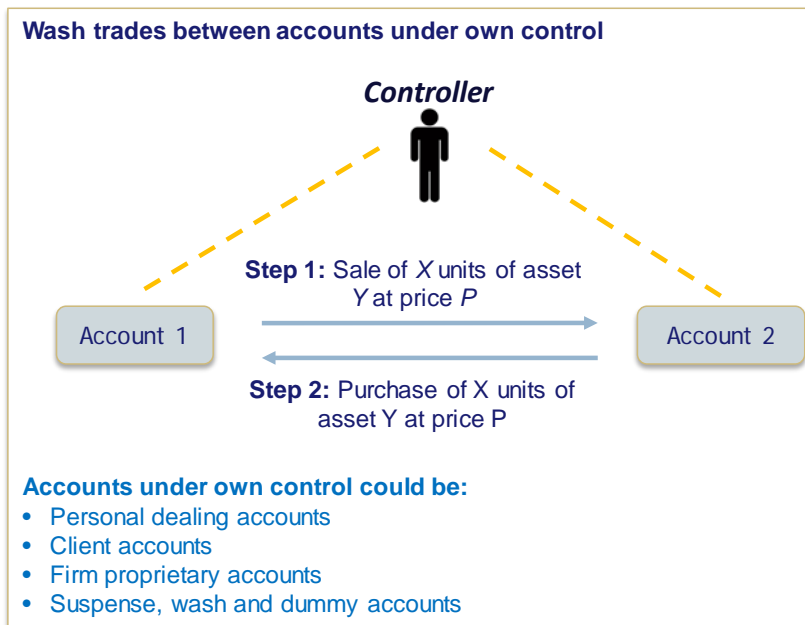 Wash trades between accounts under own control
Controller
Step 1: Sale of X units of asset
Y at price P
Account 1
Account 2
Step 2: Purchase of X units of
asset Y at price P
Accounts under own control could be:
• Personal dealing accounts
• Client accounts
• Firm proprietary accounts
• Suspense, wash and dummy accounts